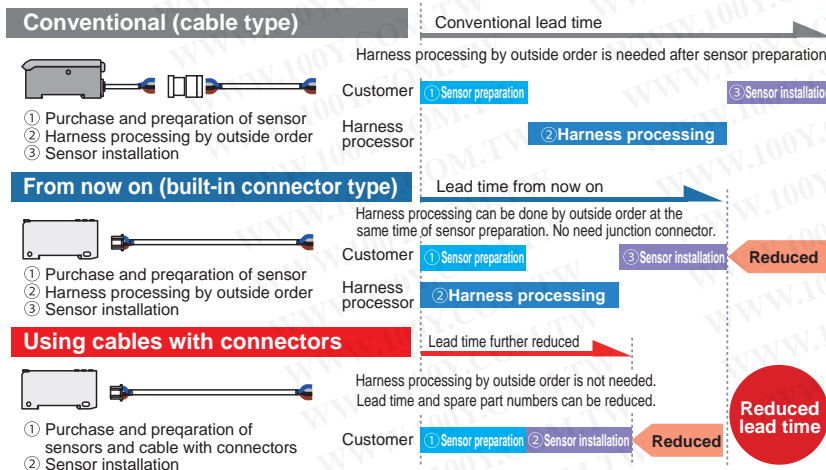 Conventional (cable type)
Conventional lead time
Harness processing by outside order is needed after sensor preparation
Customer
①Sensor preparation
③Sensor installation
Harness
processor
②Harness processing
① Purchase and preqaration of sensor
② Harness processing by outside order
③ Sensor installation
From now on (built-in connector type)
Lead time from now on
Harness processing can be done by outside order at the
same time of sensor preparation. No need junction connector.
Customer
①Sensor preparation
③Sensor installation
Reduced
Harness
processor
②Harness processing
① Purchase and preqaration of sensor
② Harness processing by outside order
③ Sensor installation
Using cables with connectors
Lead time further reduced
Harness processing by outside order is not needed.
Lead time and spare part numbers can be reduced.
Customer
①Sensor preparation
②Sensor installation
Reduced
Reduced
lead time
① Purchase and preqaration of
sensors and cable with connectors
② Sensor installation
WWW.100Y.COM.TW